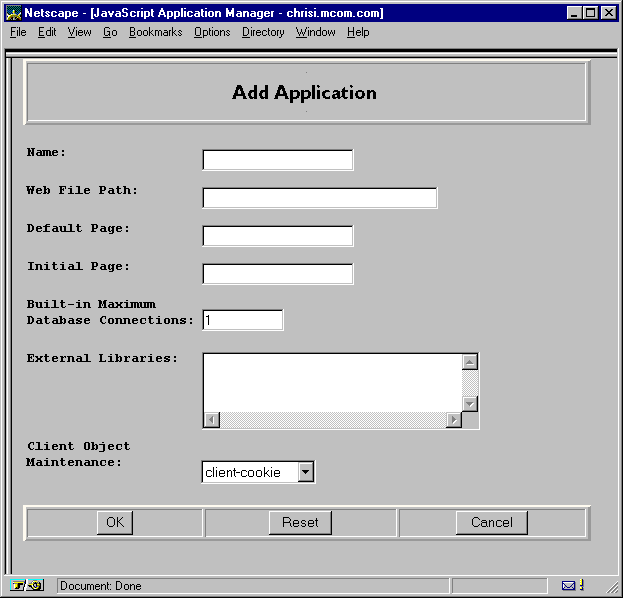 Netscape - [JavaScript Application Manager - chrisi.mcom.com]
File Edit View Go Bookmarks Options Directory Window Help
Add Application
Name:
Web File Path:
Default Page:
Initial Page:
Built-in Maximum
Database Connections: 1
External Libraries:
Client Object
Maintenance:
client-cookie
OK Reset Cancel
Document: Done